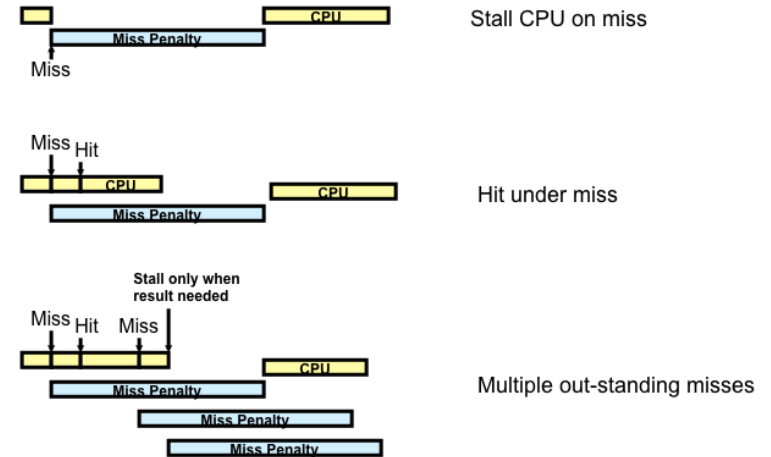 CPU
Stall CPU on miss
Miss Penalty
Miss
Miss Hit
CPU
CPU
Hit under miss
Miss Penalty
Stall only when
result needed
Miss Hit Miss
CPU
Miss Penalty
Multiple out-standing misses
Miss Penalty
Miss Penalty